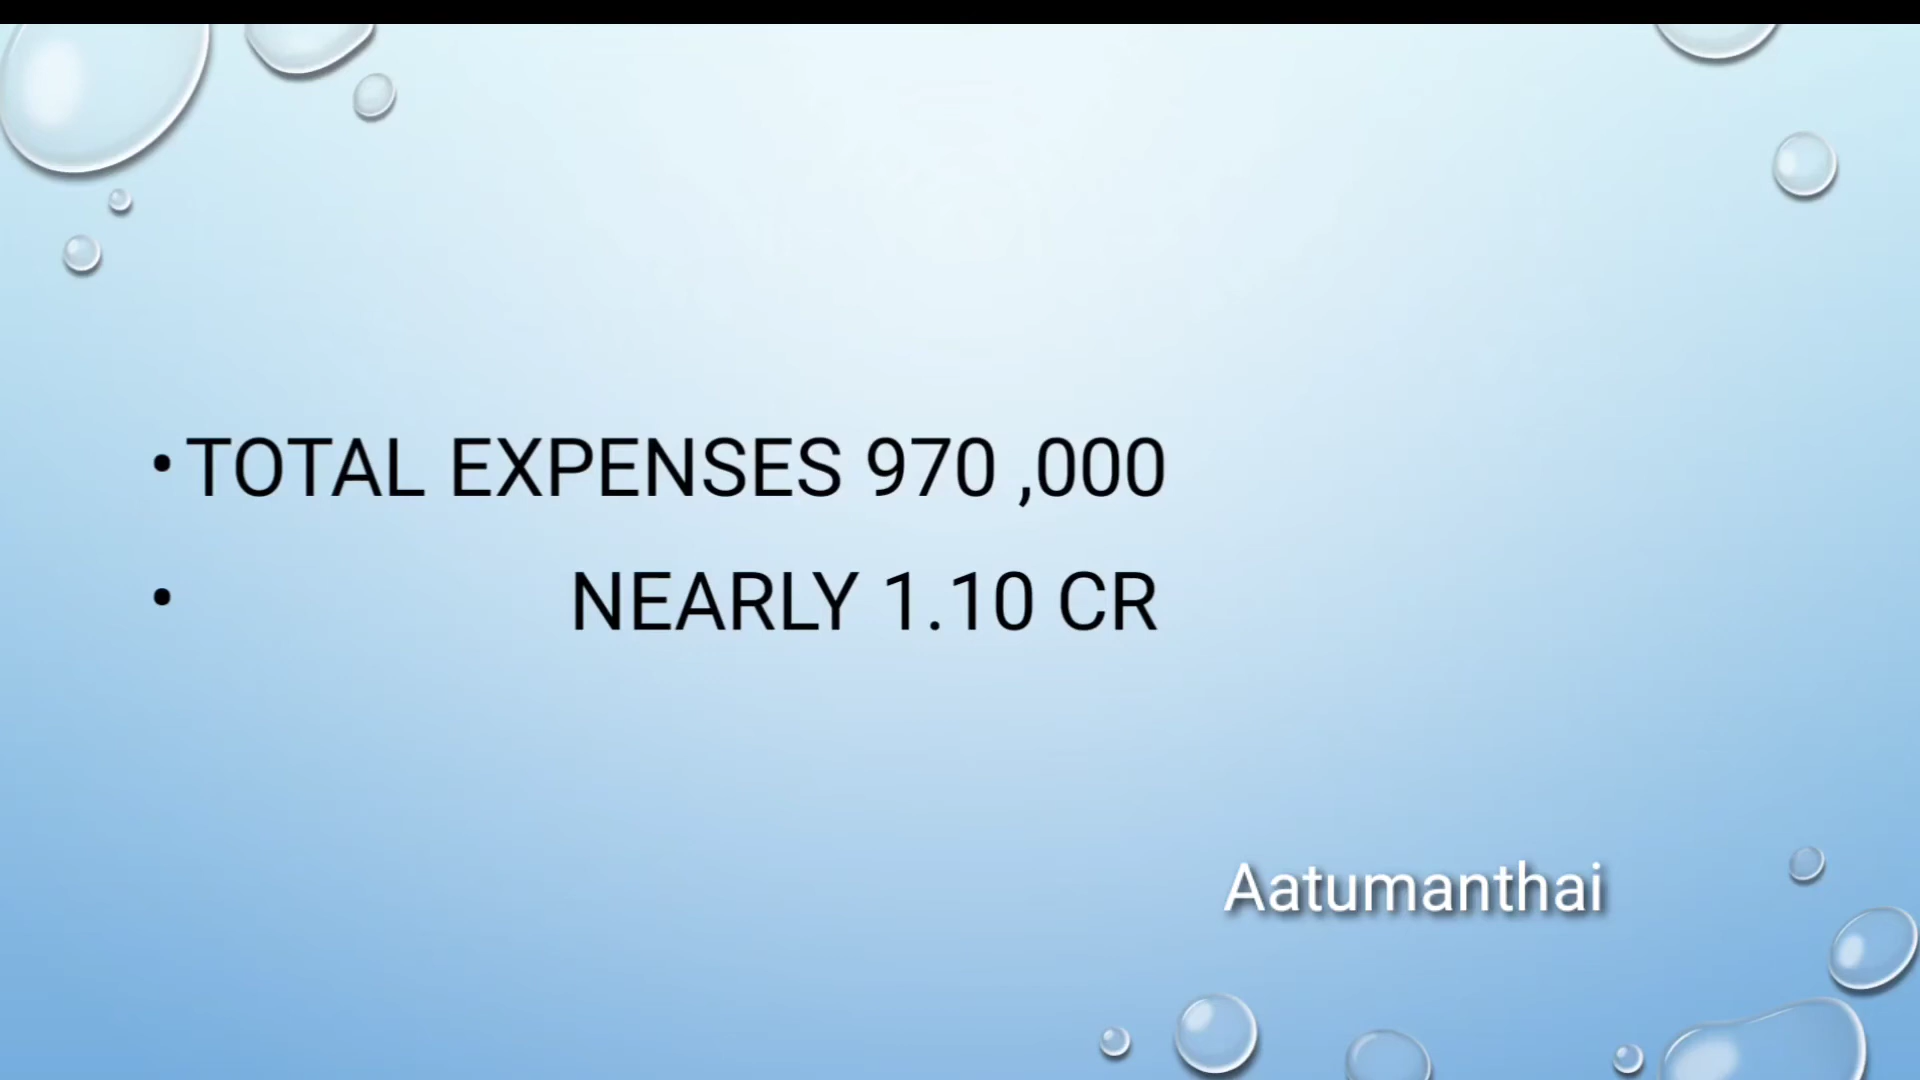 • TOTAL EXPENSES 970 ,000
• NEARLY 1.10 CR
Aatumanthai